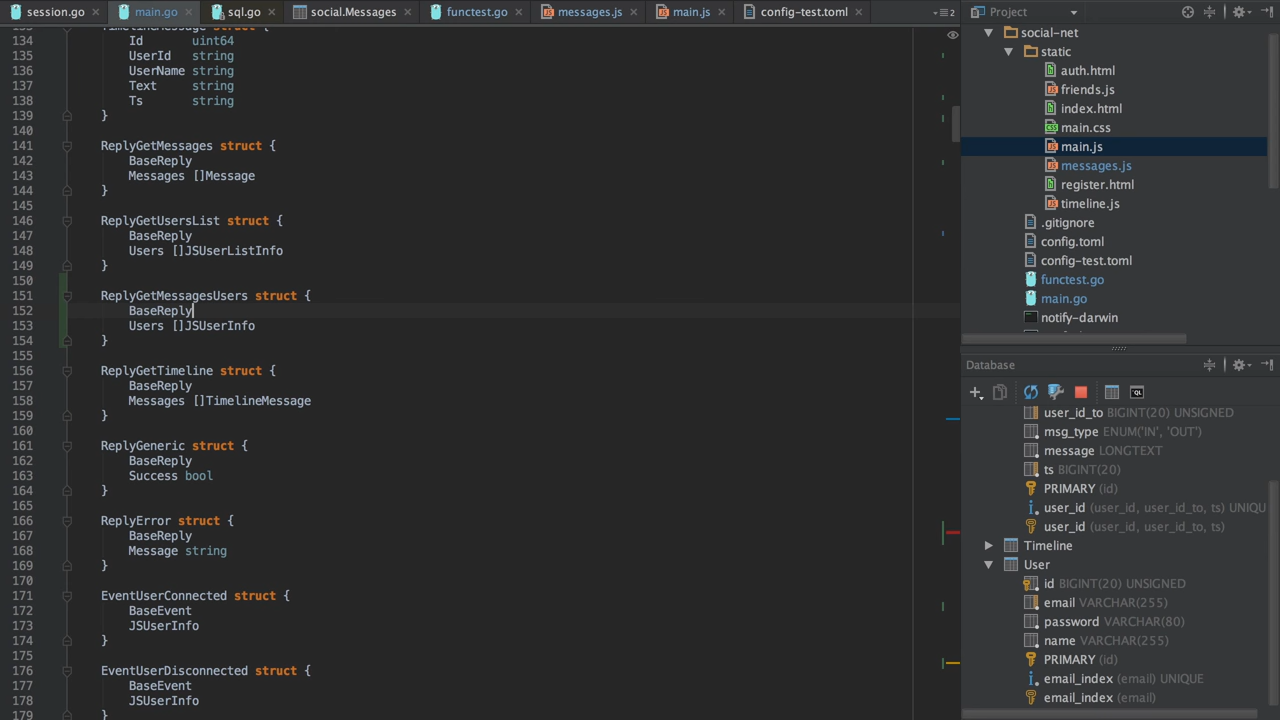 session.go
main.go
sql.go
social.Messages
functest.go
messages.js
main.js
config-test.toml
2
TimelineMessage struct {
134 Id uint64
135 UserId string
136 UserName string
137 Text string
138 Ts string
139 }
140
141 ReplyGetMessages struct {
142 BaseReply
143 Messages []Message
144 }
145
146 ReplyGetUsersList struct {
147 BaseReply
148 Users []JSUserListInfo
149 }
150
151 ReplyGetMessagesUsers struct {
152 BaseReply
153 Users []JSUserInfo
154 }
155
156 ReplyGetTimeline struct {
157 BaseReply
158 Messages []TimelineMessage
159 }
160
161 ReplyGeneric struct {
162 BaseReply
163 Success bool
164 }
165
166 ReplyError struct {
167 BaseReply
168 Message string
169 }
170
171 EventUserConnected struct {
172 BaseEvent
173 JSUserInfo
174 }
175
176 EventUserDisconnected struct {
177 BaseEvent
178 JSUserInfo
179 }
Project
social-net
static
auth.html
friends.js
index.html
main.css
main.js
messages.js
register.html
timeline.js
.gitignore
config.toml
config-test.toml
functest.go
main.go
notify-darwin
Database
QL
user_id_to BIGINT(20) UNSIGNED
msg_type ENUM('IN', 'OUT')
message LONGTEXT
ts BIGINT(20)
PRIMARY (id)
user_id (user_id, user_id_to, ts) UNIQU
user_id (user_id, user_id_to, ts)
Timeline
User
id BIGINT(20) UNSIGNED
email VARCHAR(255)
password VARCHAR(80)
name VARCHAR(255)
PRIMARY (id)
email_index (email) UNIQUE
email_index (email)